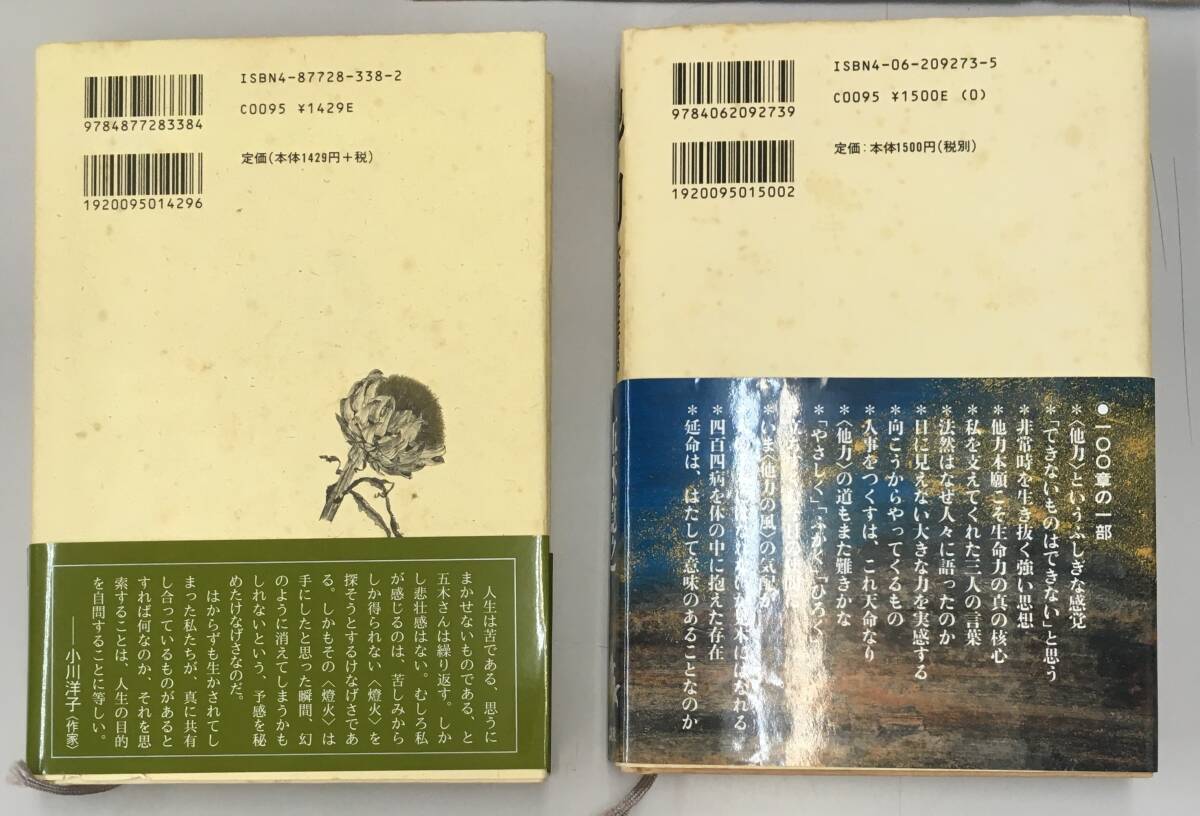 ISBN4-87728-338-2
9784877283384
C0095 ¥1429E
定価(本体1429円+税)
1920095014296
人生は苦である、思うに
まかせないものである、と
五木さんは繰り返す。しか
し悲壮感はない。むしろ私
が感じるのは、苦しみから
しか得られない〈燈火〉を
探そうとするけなげさであ
る。しかもその〈燈火〉は
手にしたと思った瞬間、幻
のように消えてしまうかも
しれないという、予感を秘
めたけなげさなのだ。
はからずも生かされてし
まった私たちが、真に共有
し合っているものがあると
すれば何なのか、それを思
索することは、人生の目的
を自問することに等しい。
──小川洋子〈作家〉
ISBN4-06-209273-5
9784062092739
C0095 ¥1500E (0)
定価:本体1500円(税別)
1920095015002
●一〇〇章の一部
*〈他力〉というふしぎな感覚
*「できないものはできない」と思う
*非常時を生き抜く強い思想
*他力本願こそ生命力の真の核心
*私を支えてくれた三人の言葉
*法然はなぜ人々に語ったのか
*目に見えない大きな力を実感する
*向こうからやってくるもの
*人事をつくすは、これ天命なり
*〈他力〉の道もまた難きかな
*「やさしく」「ふかく」「ひろく」
*いま〈他力の風〉の気配が
*四百四病を体の中に抱えた存在
*延命は、はたして意味のあることなのか